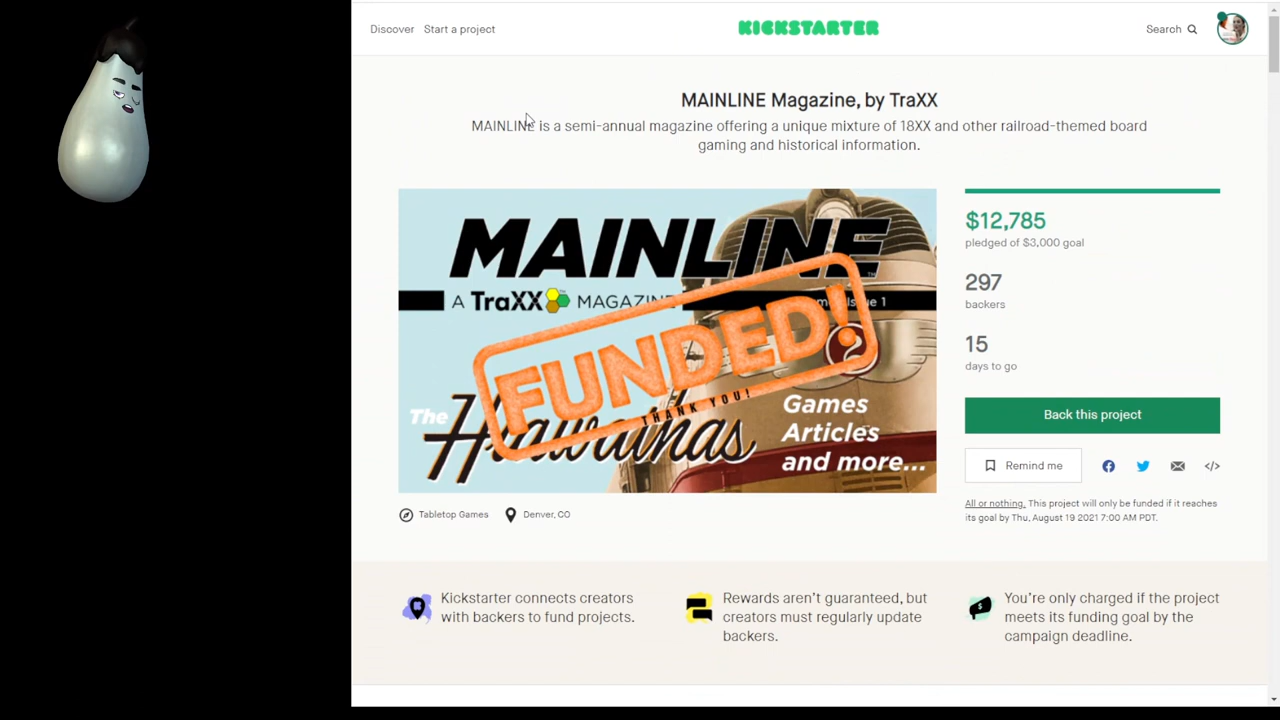 Discover Start a project KICKSTARTER Search
MAINLINE Magazine, by TraXX
MAINLINE is a semi-annual magazine offering a unique mixture of 18XX and other railroad-themed board
gaming and historical information.
MAINLINE
A TraXX MAGAZINE
Issue 1
FUNDED!
THANK YOU!
The Hiawathas
Games
Articles
and more...
$12,785
pledged of $3,000 goal
297
backers
15
days to go
Back this project
Remind me
All or nothing. This project will only be funded if it reaches
its goal by Thu, August 19 2021 7:00 AM PDT.
Tabletop Games Denver, CO
Kickstarter connects creators
with backers to fund projects.
Rewards aren't guaranteed, but
creators must regularly update
backers.
You're only charged if the project
meets its funding goal by the
campaign deadline.